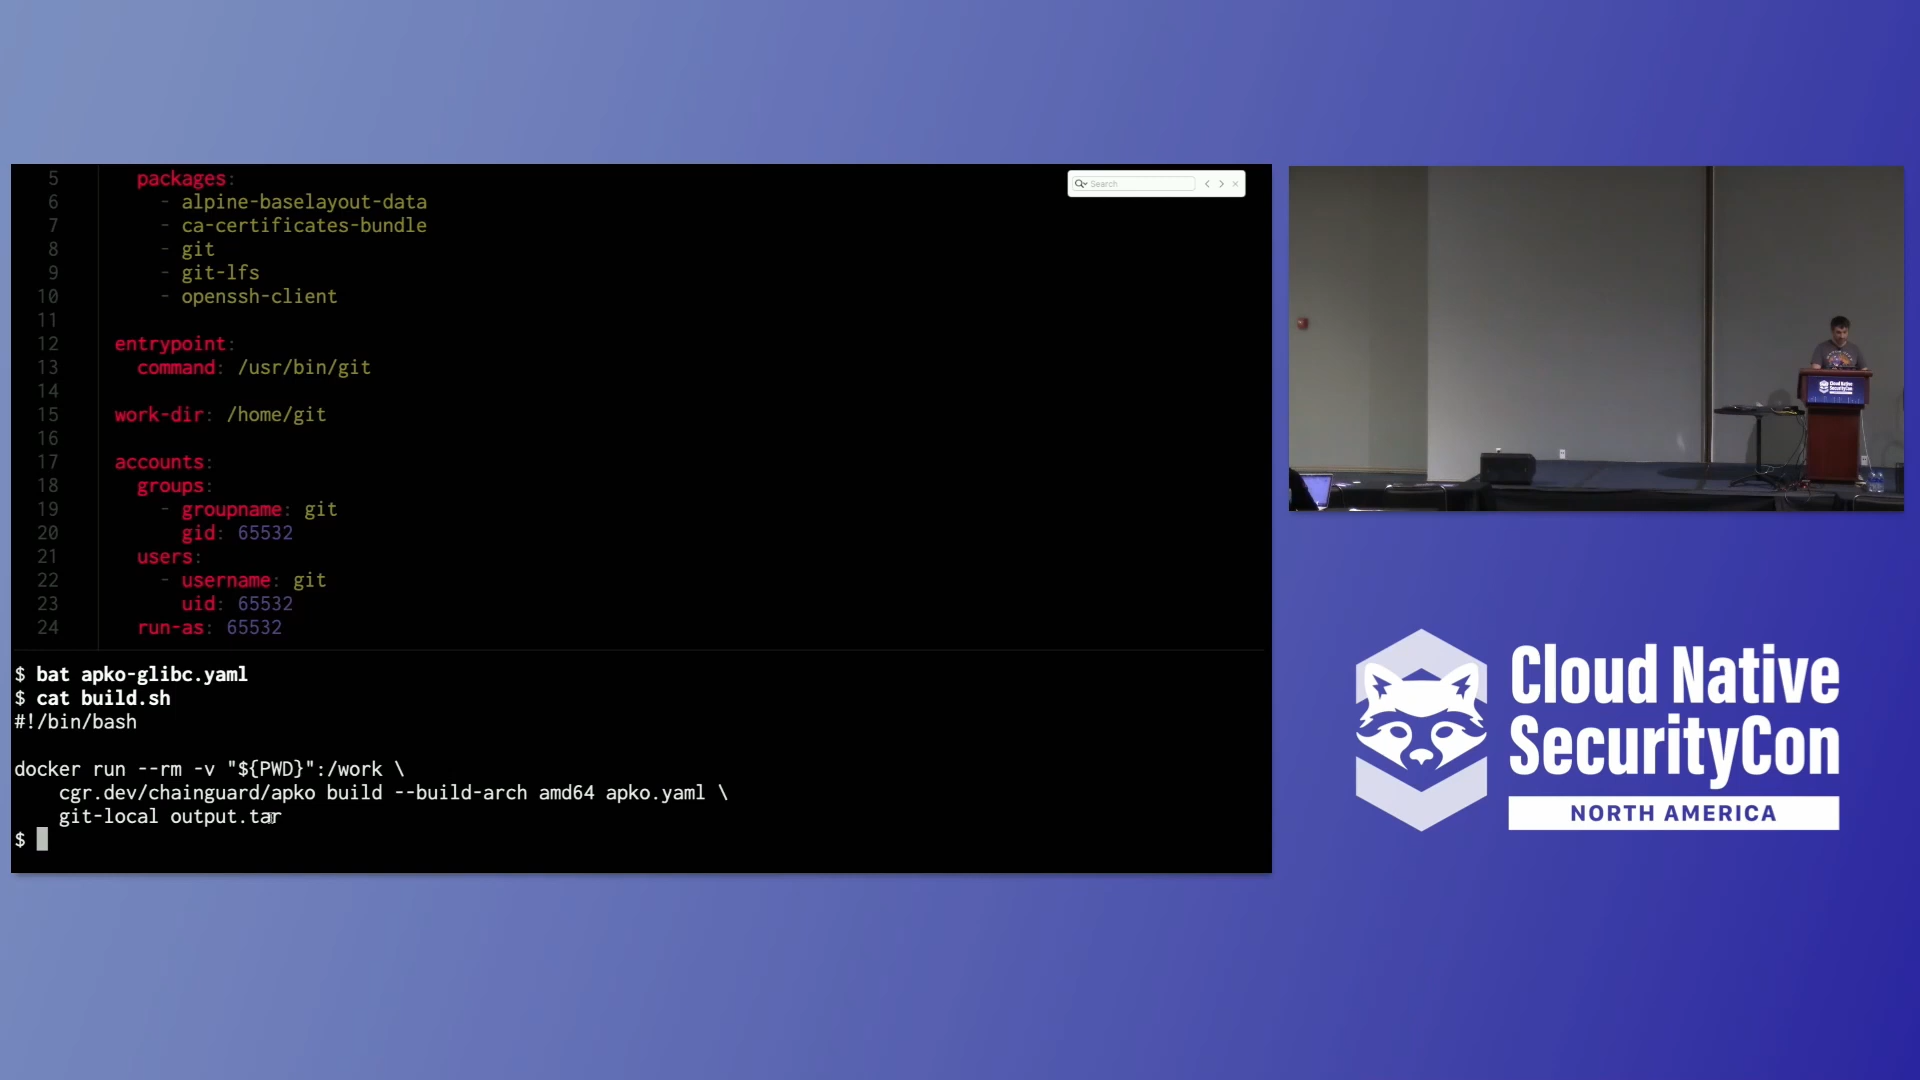 5 packages:
6 - alpine-baselayout-data
7 - ca-certificates-bundle
8 - git
9 - git-lfs
10 - openssh-client
11
12 entrypoint:
13 command: /usr/bin/git
14
15 work-dir: /home/git
16
17 accounts:
18 groups:
19 - groupname: git
20 gid: 65532
21 users:
22 - username: git
23 uid: 65532
24 run-as: 65532
$ bat apko-glibc.yaml
$ cat build.sh
#!/bin/bash
docker run --rm -v "${PWD}":/work \
cgr.dev/chainguard/apko build --build-arch amd64 apko.yaml \
git-local output.tar
$
Search
Cloud Native
SecurityCon
Cloud Native
SecurityCon
NORTH AMERICA